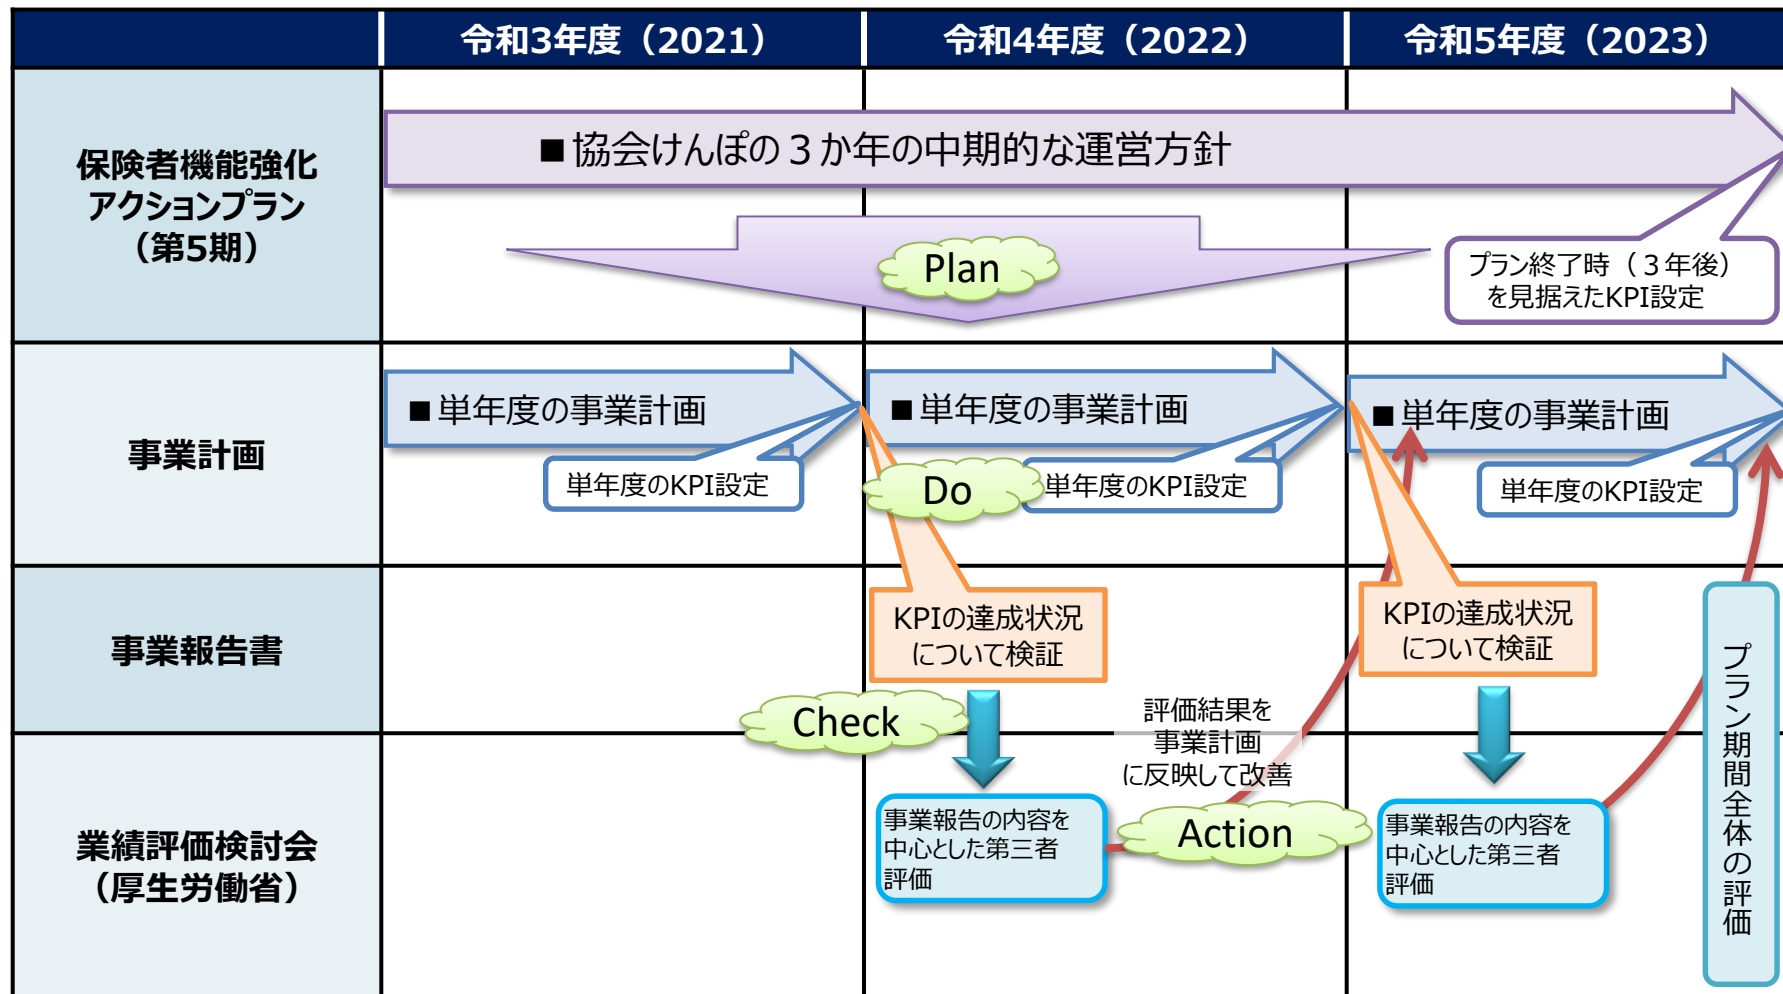 令和3年度（2021）
令和4年度（2022）
令和5年度（2023）
保険者機能強化
アクションプラン
（第5期）
■協会けんぽの３か年の中期的な運営方針
Plan
プラン終了時（３年後）
を見据えたKPI設定
事業計画
■単年度の事業計画
単年度のKPI設定
■単年度の事業計画
Do
単年度のKPI設定
■単年度の事業計画
単年度のKPI設定
事業報告書
KPIの達成状況
について検証
KPIの達成状況
について検証
Check
評価結果を
事業計画
に反映して改善
業績評価検討会
（厚生労働省）
事業報告の内容を
中心とした第三者
評価
Action
事業報告の内容を
中心とした第三者
評価
プラン期間全体の評価